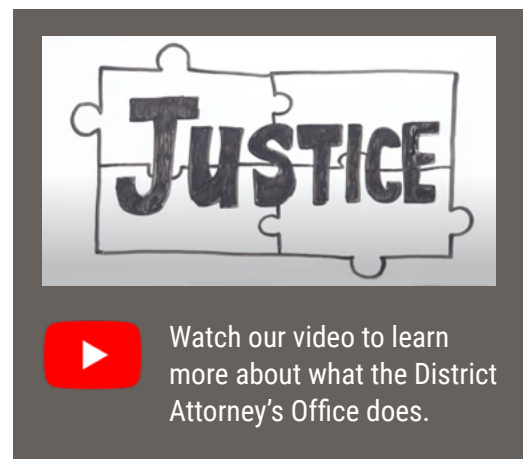 JUSTICE
Watch our video to learn
more about what the District
Attorney’s Office does.